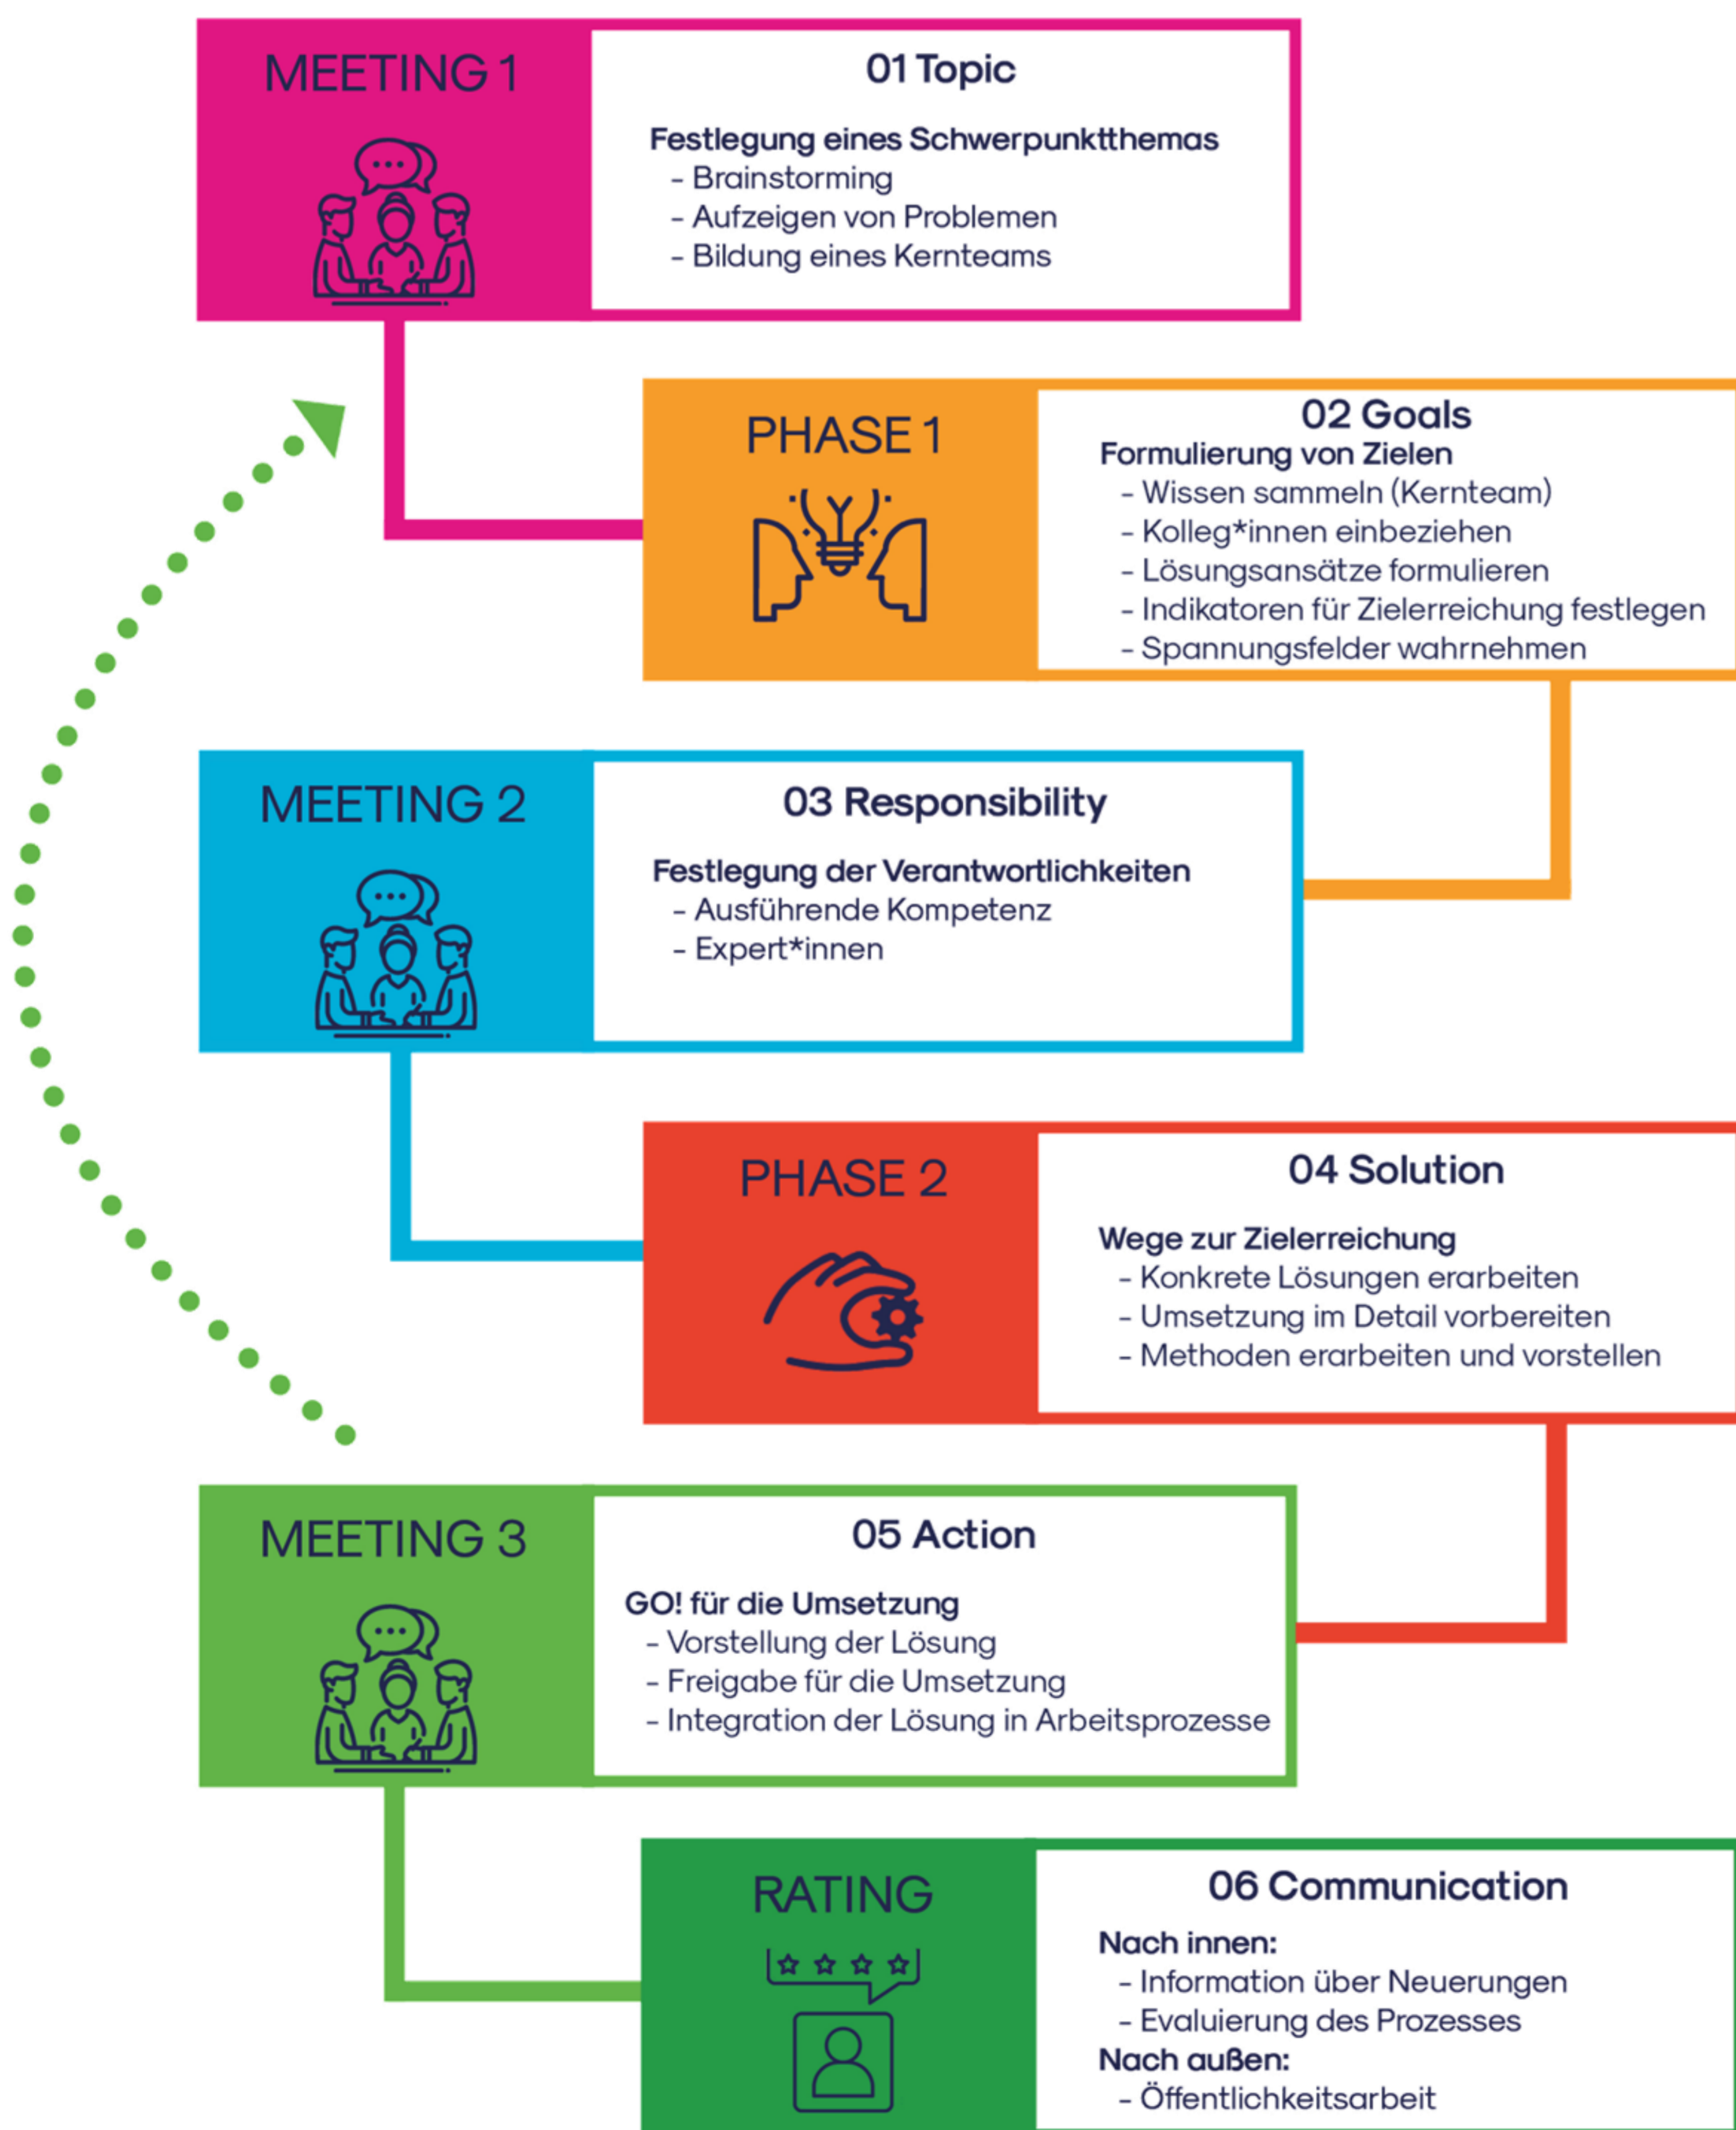 MEETING 1
01 Topic
Festlegung eines Schwerpunktthemas
- Brainstorming
- Aufzeigen von Problemen
- Bildung eines Kernteams
PHASE 1
02 Goals
Formulierung von Zielen
- Wissen sammeln (Kernteam)
- Kolleg*innen einbeziehen
- Lösungsansätze formulieren
- Indikatoren für Zielerreichung festlegen
- Spannungsfelder wahrnehmen
MEETING 2
03 Responsibility
Festlegung der Verantwortlichkeiten
- Ausführende Kompetenz
- Expert*innen
PHASE 2
04 Solution
Wege zur Zielerreichung
- Konkrete Lösungen erarbeiten
- Umsetzung im Detail vorbereiten
- Methoden erarbeiten und vorstellen
MEETING 3
05 Action
GO! für die Umsetzung
- Vorstellung der Lösung
- Freigabe für die Umsetzung
- Integration der Lösung in Arbeitsprozesse
RATING
06 Communication
Nach innen:
- Information über Neuerungen
- Evaluierung des Prozesses
Nach außen:
- Öffentlichkeitsarbeit